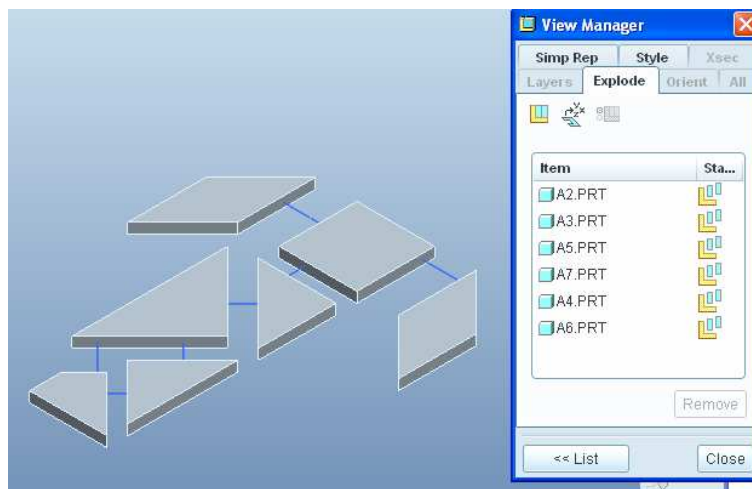 View Manager
Simp Rep Style Xsec
Layers Explode Orient All
Item Sta...
A2.PRT
A3.PRT
A5.PRT
A7.PRT
A4.PRT
A6.PRT
Remove
<< List Close